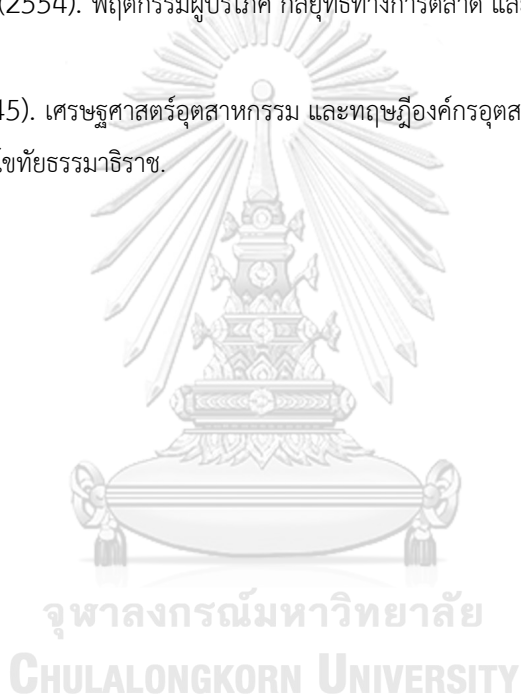 (2554). พฤติกรรมผู้บริโภค กลยุทธ์ทางการตลาด และ
45). เศรษฐศาสตร์อุตสาหกรรม และทฤษฎีองค์กรอุตส
ขทัยธรรมาธิราช.
จุฬาลงกรณ์มหาวิทยาลัย
CHULALONGKORN UNIVERSITY